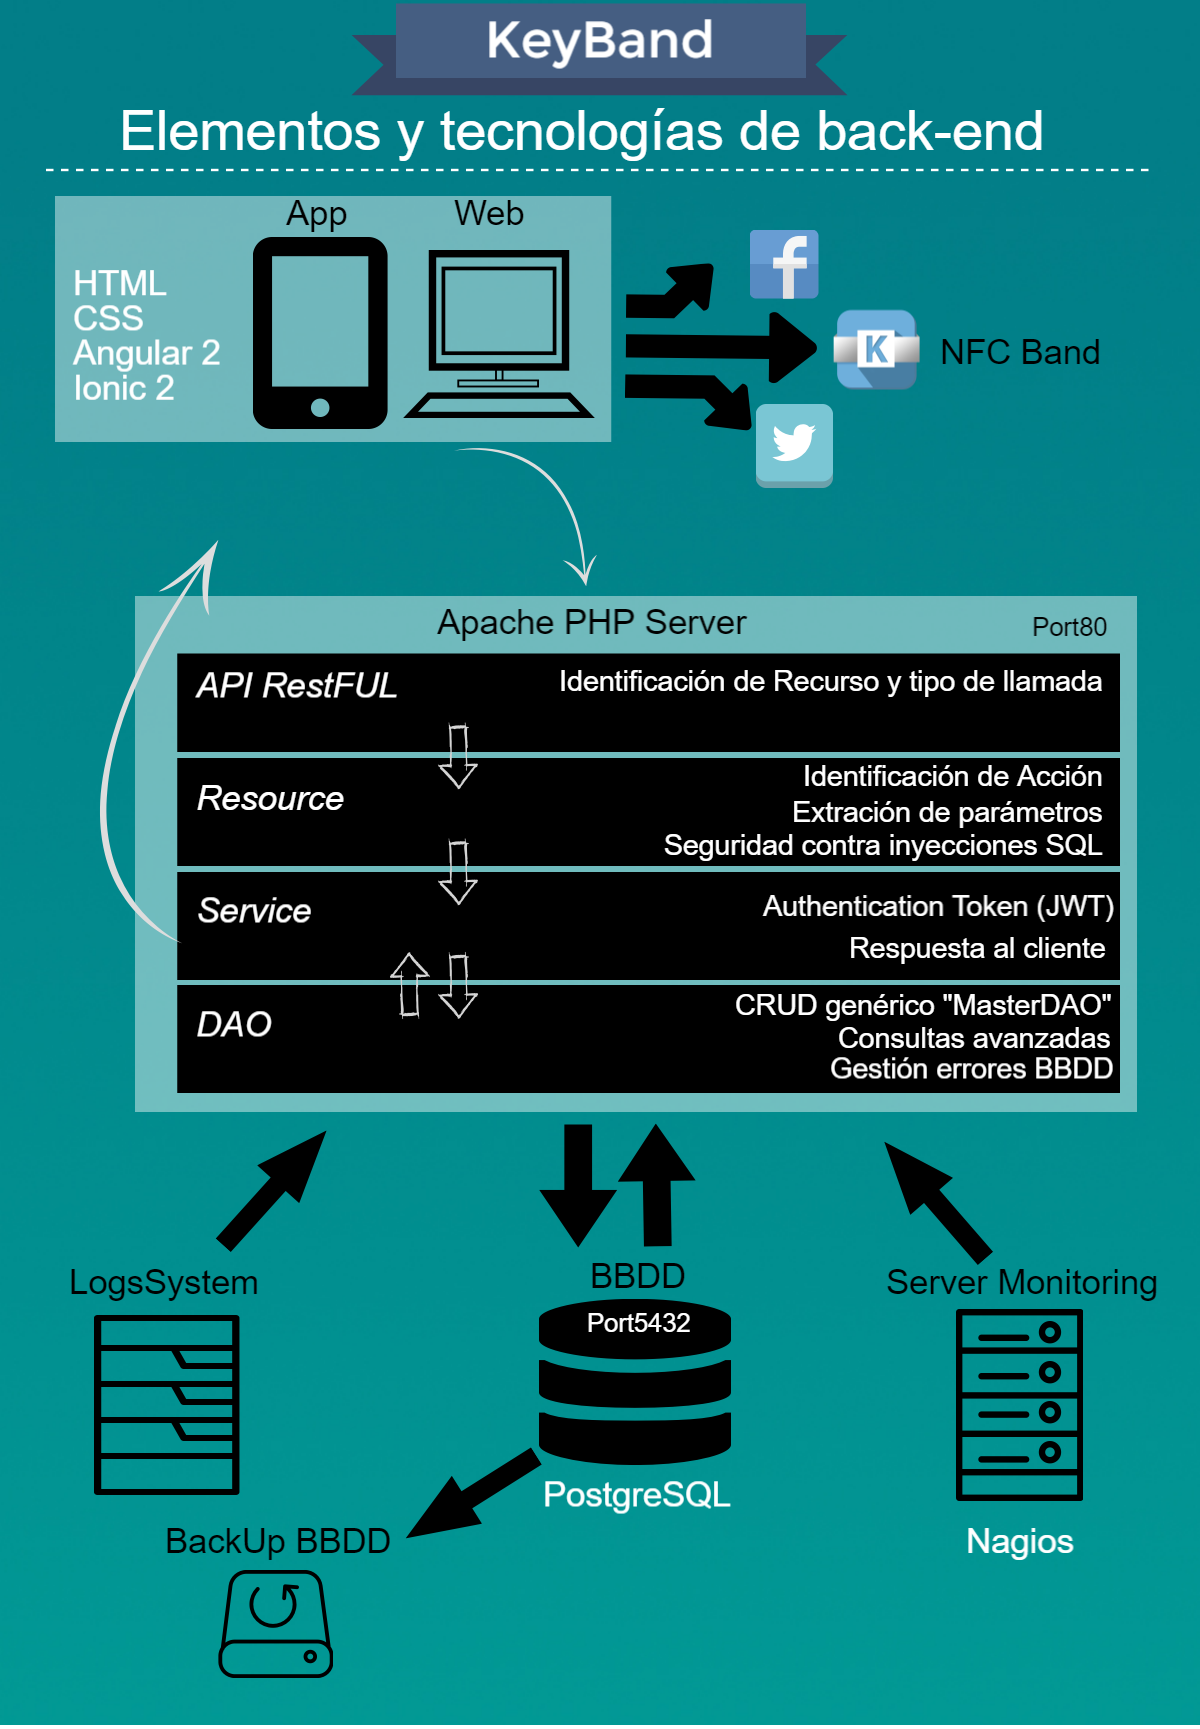 KeyBand
Elementos y tecnologías de back-end
App
Web
HTML
CSS
Angular 2
Ionic 2
f
K
NFC Band
Apache PHP Server
Port80
API RestFUL
Identificación de Recurso y tipo de llamada
Resource
Identificación de Acción
Extración de parámetros
Seguridad contra inyecciones SQL
Service
Authentication Token (JWT)
Respuesta al cliente
DAO
CRUD genérico "MasterDAO"
Consultas avanzadas
Gestión errores BBDD
LogsSystem
BBDD
Port5432
PostgreSQL
Server Monitoring
Nagios
BackUp BBDD